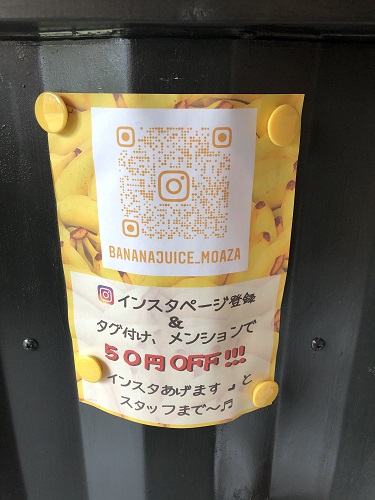 BANANAJUICE_MOAZA
インスタページ登録
&
タグ付け、メンションで
５０円OFF!!!
インスタあげます 』と
スタッフまで〜♬